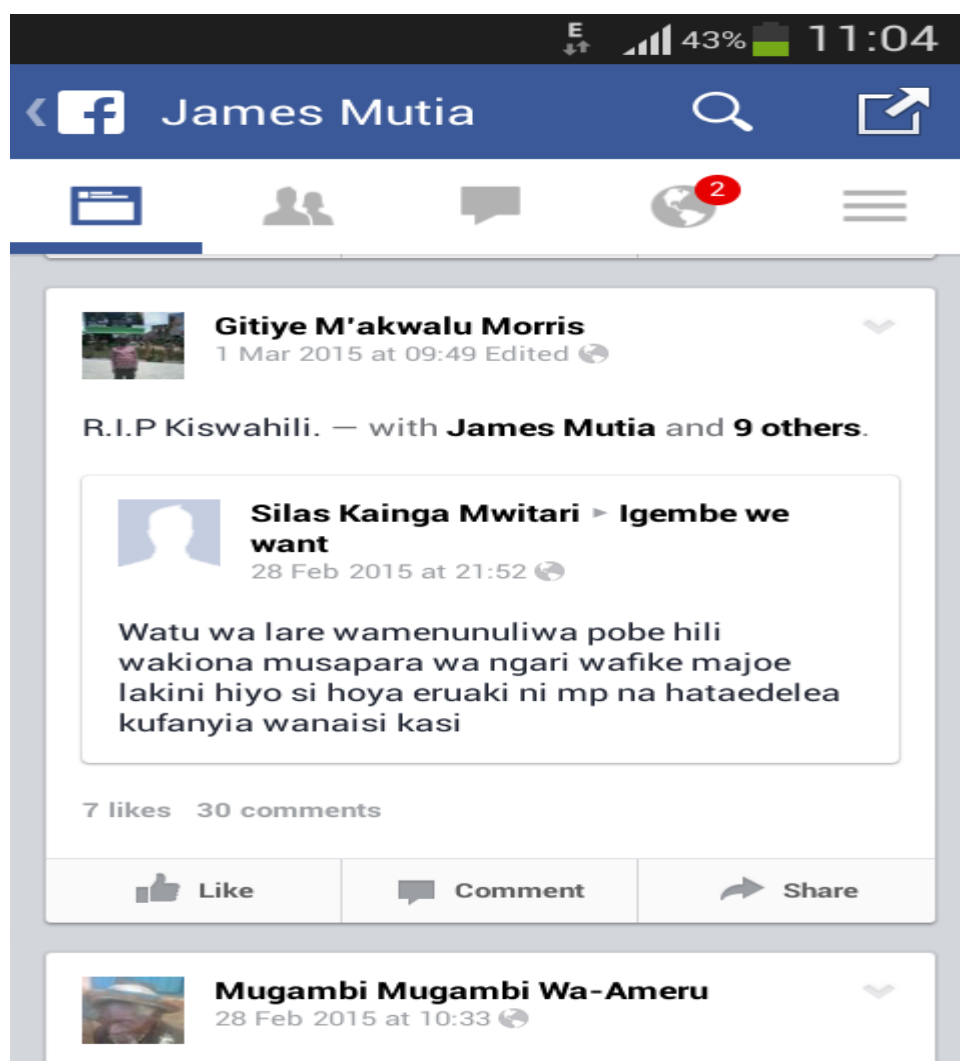 E 43% 11:04
James Mutia
2
Gitiye M'akwalu Morris
1 Mar 2015 at 09:49 Edited
R.I.P Kiswahili. — with James Mutia and 9 others.
Silas Kainga Mwitari ▸ Igembe we
want
28 Feb 2015 at 21:52
Watu wa lare wamenunuliwa pobe hili
wakiona musapara wa ngari wafike majoe
lakini hiyo si hoya eruaki ni mp na hataedelea
kufanyia wanaisi kasi
7 likes 30 comments
Like Comment Share
Mugambi Mugambi Wa-Ameru
28 Feb 2015 at 10:33